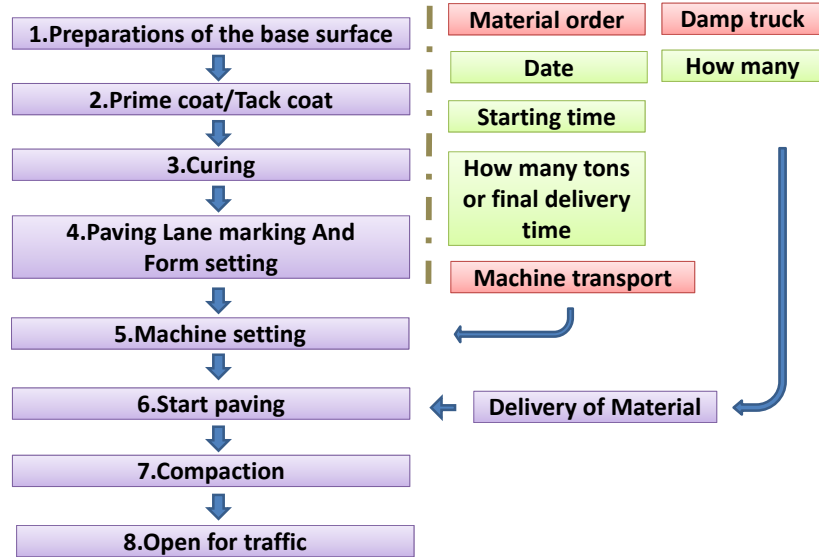 1.Preparations of the base surface
2.Prime coat/Tack coat
3.Curing
4.Paving Lane marking And
Form setting
5.Machine setting
6.Start paving
7.Compaction
8.Open for traffic
Material order
Date
Starting time
How many tons
or final delivery
time
Machine transport
Damp truck
How many
Delivery of Material